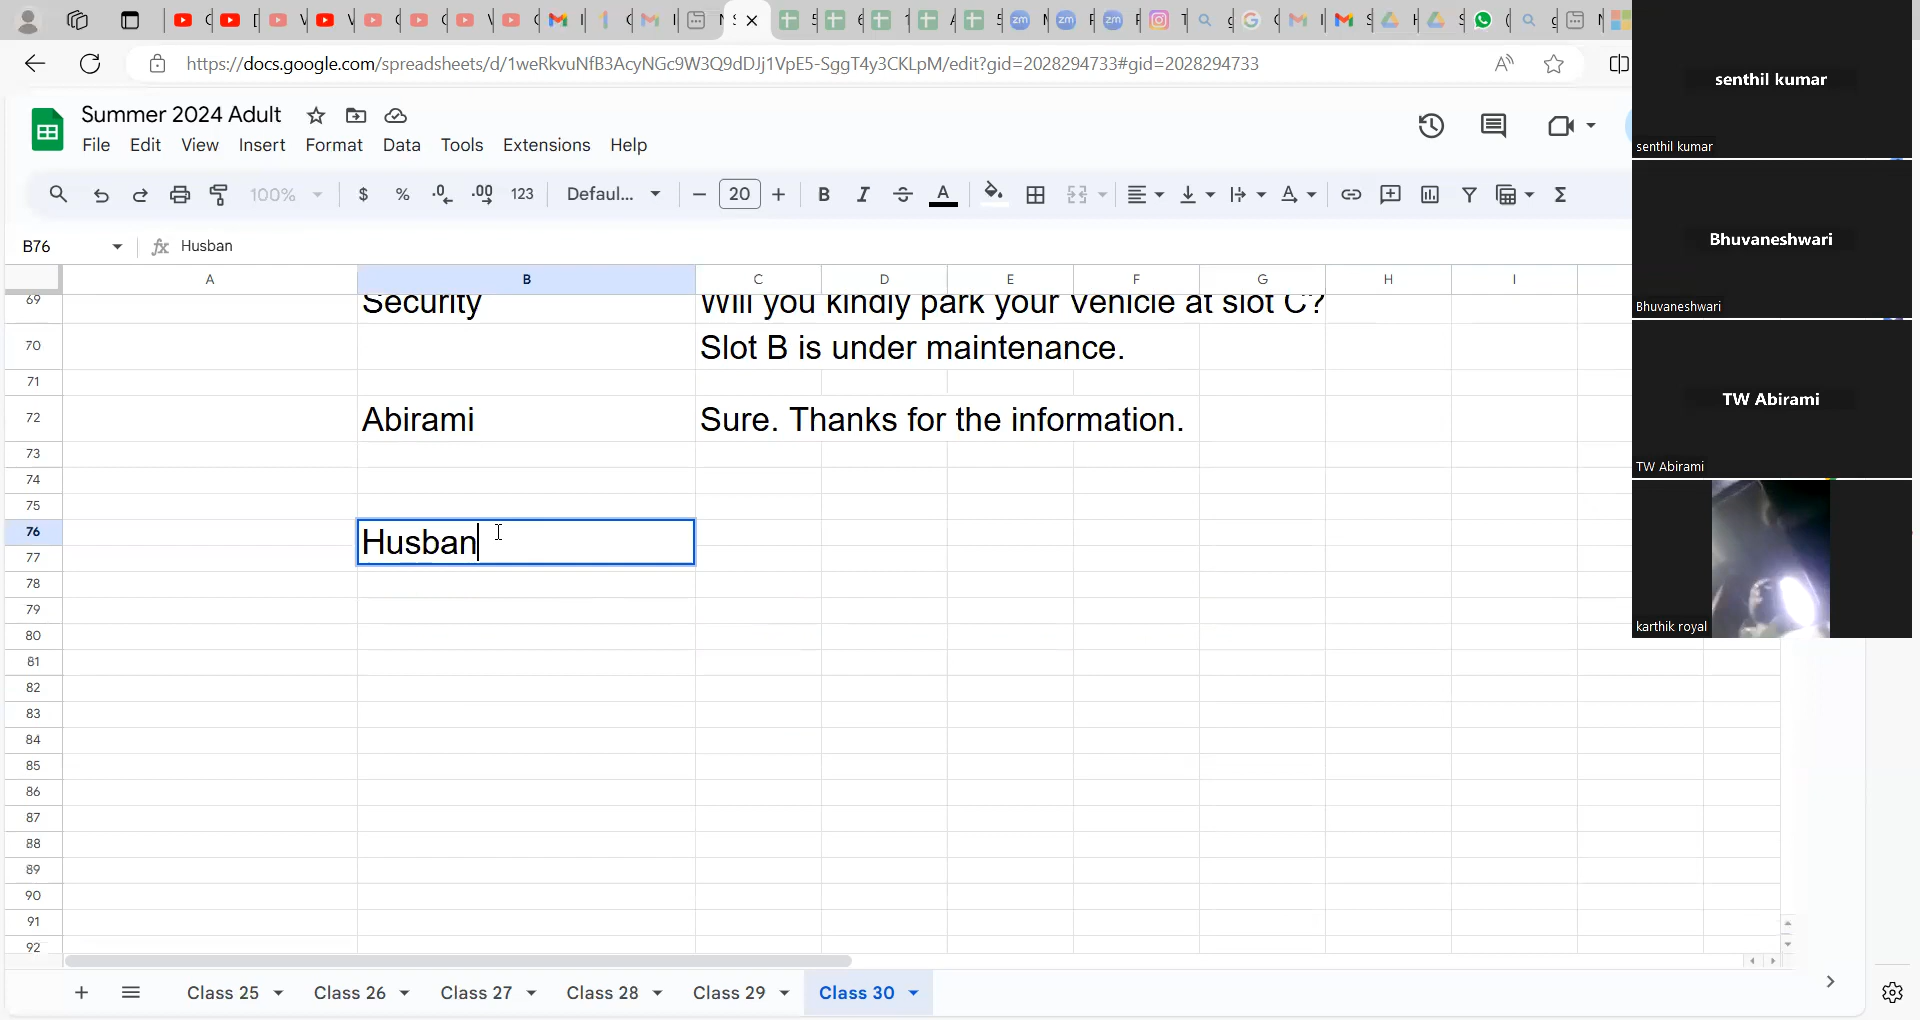 https://docs.google.com/spreadsheets/d/1weRkvuNfB3AcyNGc9W3Q9dDJj1VpE5-SggT4y3CKLpM/edit?gid=2028294733#gid=2028294733
Summer 2024 Adult
File Edit View Insert Format Data Tools Extensions Help
100% $ % .0 .00 123 Defaul... 20 B I A
B76 fx Husban
A B C D E F G H I
69 Security Will you kindly park your vehicle at slot C?
70 Slot B is under maintenance.
71
72 Abirami Sure. Thanks for the information.
73
74
75
76 Husban
77
78
79
80
81
82
83
84
85
86
87
88
89
90
91
92
Class 25 Class 26 Class 27 Class 28 Class 29 Class 30
senthil kumar
senthil kumar
Bhuvaneshwari
Bhuvaneshwari
TW Abirami
TW Abirami
karthik royal